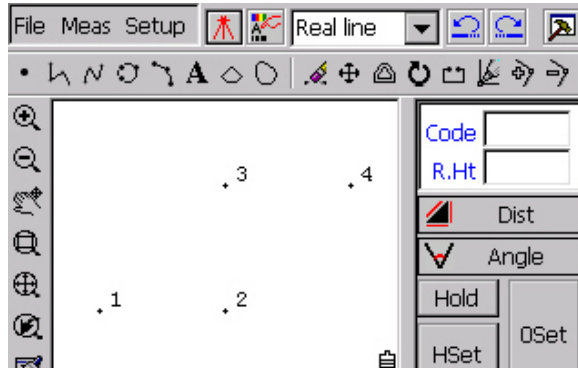 File Meas Setup Real line
A
Code
3 4
R.Ht
Dist
Angle
1 2
Hold
0Set
HSet